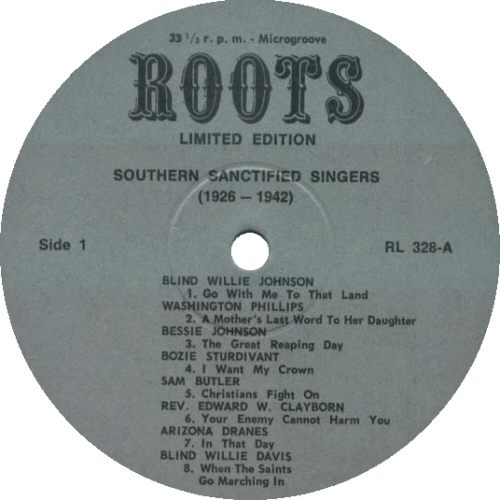 33 1/3 r. p. m. - Microgroove
ROOTS
LIMITED EDITION
SOUTHERN SANCTIFIED SINGERS
(1926 — 1942)
Side 1
RL 328-A
BLIND WILLIE JOHNSON
1. Go With Me To That Land
WASHINGTON PHILLIPS
2. A Mother's Last Word To Her Daughter
BESSIE JOHNSON
3. The Great Reaping Day
BOZIE STURDIVANT
4. I Want My Crown
SAM BUTLER
5. Christians Fight On
REV. EDWARD W. CLAYBORN
6. Your Enemy Cannot Harm You
ARIZONA DRANES
7. In That Day
BLIND WILLIE DAVIS
8. When The Saints
Go Marching In